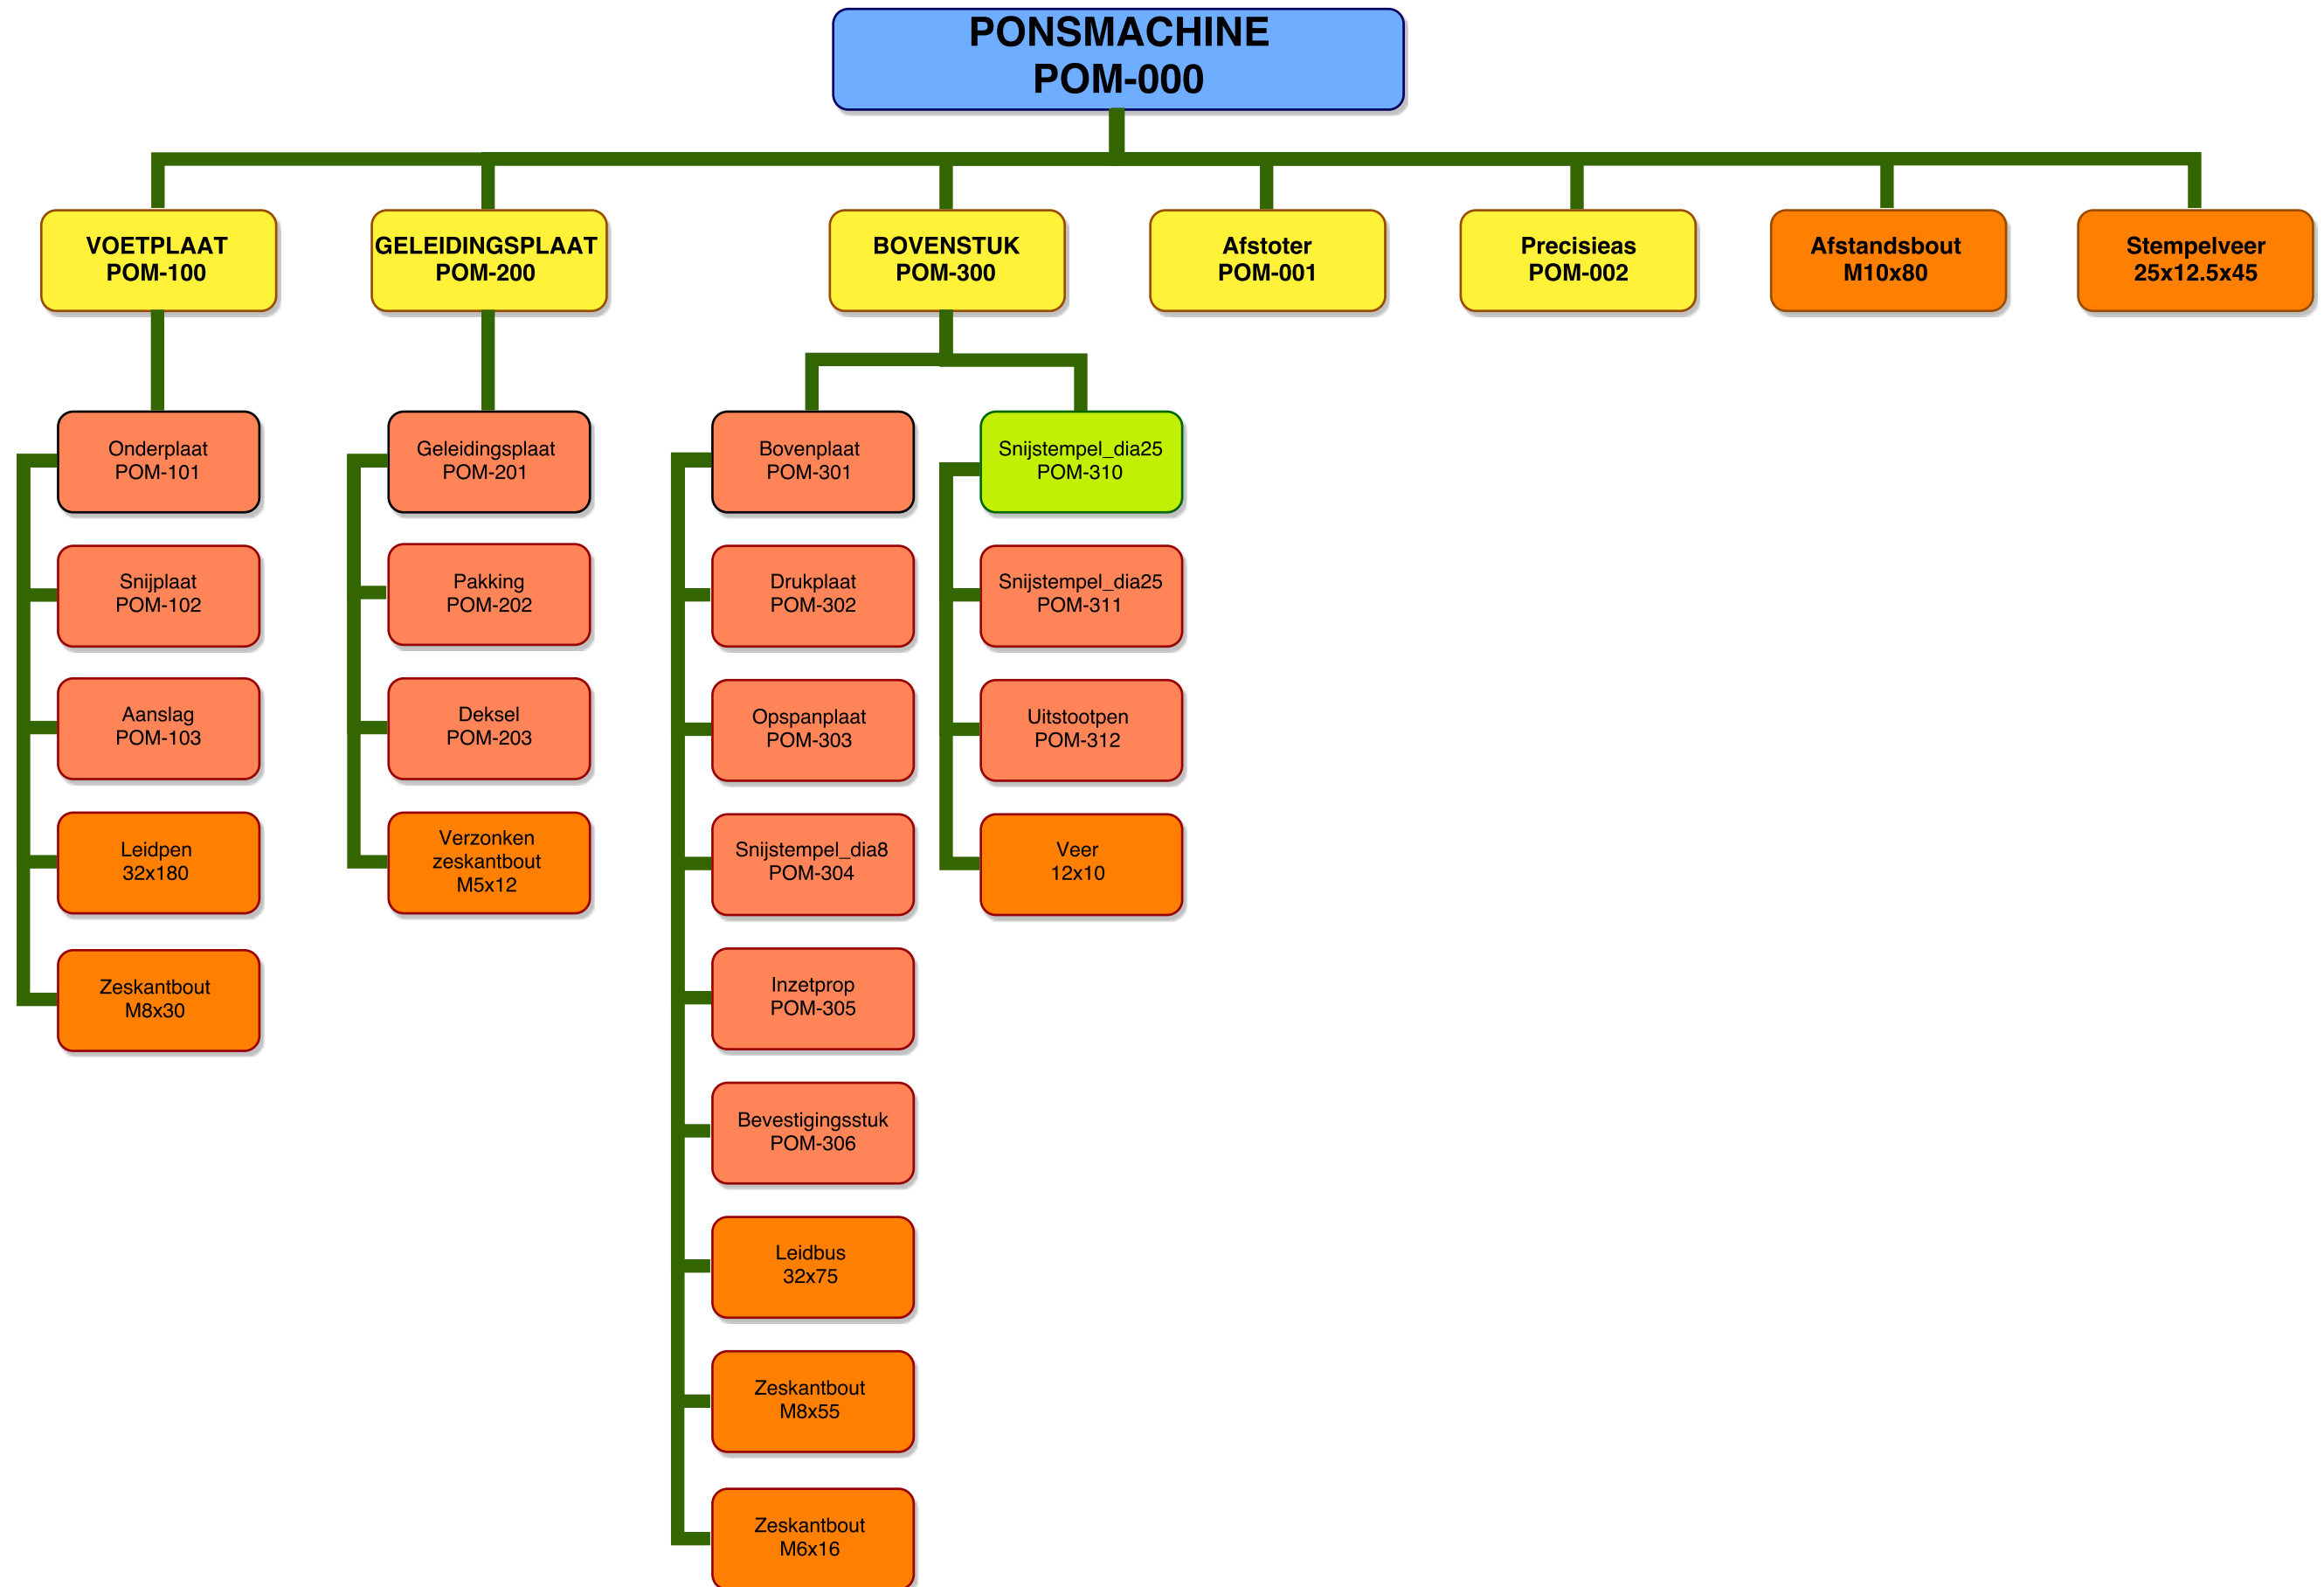 PONSMACHINE
POM-000
VOETPLAAT
POM-100
GELEIDINGSPLAAT
POM-200
BOVENSTUK
POM-300
Afstoter
POM-001
Precisieas
POM-002
Afstandsbout
M10x80
Stempelveer
25x12.5x45
Onderplaat
POM-101
Snijplaat
POM-102
Aanslag
POM-103
Leidpen
32x180
Zeskantbout
M8x30
Geleidingsplaat
POM-201
Pakking
POM-202
Deksel
POM-203
Verzonken
zeskantbout
M5x12
Bovenplaat
POM-301
Drukplaat
POM-302
Opspanplaat
POM-303
Snijstempel_dia8
POM-304
Inzetprop
POM-305
Bevestigingsstuk
POM-306
Leidbus
32x75
Zeskantbout
M8x55
Zeskantbout
M6x16
Snijstempel_dia25
POM-310
Snijstempel_dia25
POM-311
Uitstootpen
POM-312
Veer
12x10